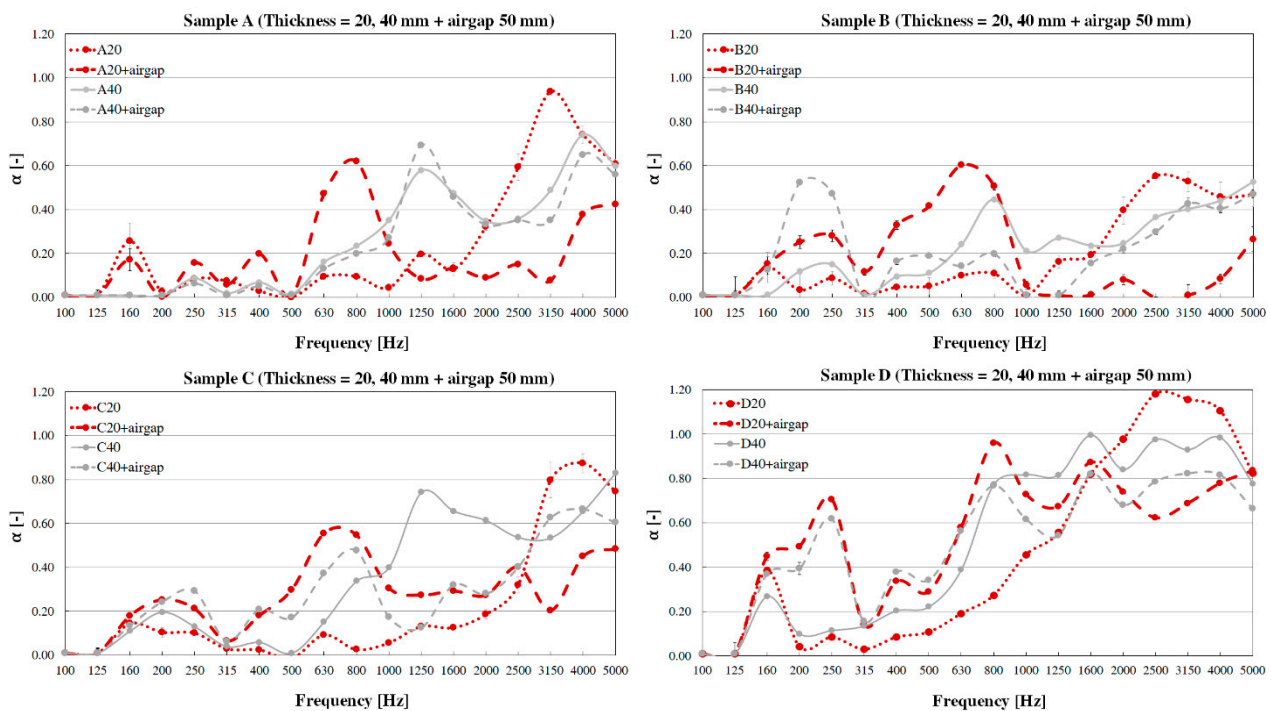 Sample A (Thickness = 20, 40 mm + airgap 50 mm)
1.20
1.00
0.80
0.60
0.40
0.20
0.00
α [-]
A20
A20+airgap
A40
A40+airgap
100 125 160 200 250 315 400 500 630 800 1000 1250 1600 2000 2500 3150 4000 5000
Frequency [Hz]
Sample B (Thickness = 20, 40 mm + airgap 50 mm)
1.20
1.00
0.80
0.60
0.40
0.20
0.00
α [-]
B20
B20+airgap
B40
B40+airgap
100 125 160 200 250 315 400 500 630 800 1000 1250 1600 2000 2500 3150 4000 5000
Frequency [Hz]
Sample C (Thickness = 20, 40 mm + airgap 50 mm)
1.20
1.00
0.80
0.60
0.40
0.20
0.00
α [-]
C20
C20+airgap
C40
C40+airgap
100 125 160 200 250 315 400 500 630 800 1000 1250 1600 2000 2500 3150 4000 5000
Frequency [Hz]
Sample D (Thickness = 20, 40 mm + airgap 50 mm)
1.20
1.00
0.80
0.60
0.40
0.20
0.00
α [-]
D20
D20+airgap
D40
D40+airgap
100 125 160 200 250 315 400 500 630 800 1000 1250 1600 2000 2500 3150 4000 5000
Frequency [Hz]